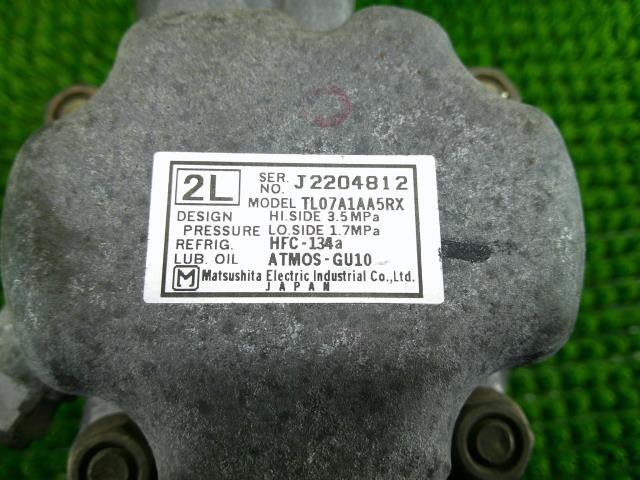 2L SER. NO. J2204812
MODEL TL07A1AA5RX
DESIGN HI.SIDE 3.5MPa
PRESSURE LO.SIDE 1.7MPa
REFRIG. HFC-134a
LUB. OIL ATMOS-GU10
M Matsushita Electric Industrial Co., Ltd.
JAPAN